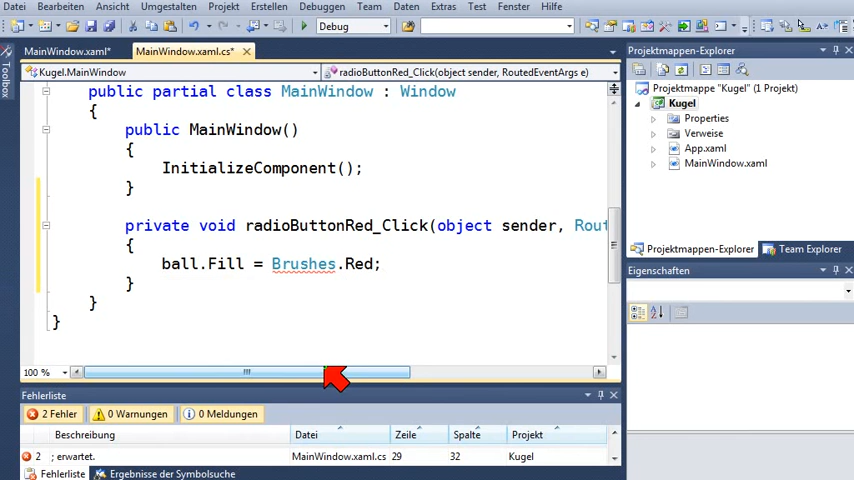 Datei Bearbeiten Ansicht Umgestalten Projekt Erstellen Debuggen Team Daten Extras Test Fenster Hilfe
Debug
MainWindow.xaml* MainWindow.xaml.cs*
Kugel.MainWindow radioButtonRed_Click(object sender, RoutedEventArgs e)
public partial class MainWindow : Window
{
public MainWindow()
{
InitializeComponent();
}
private void radioButtonRed_Click(object sender, Rout
{
ball.Fill = Brushes.Red;
}
}
}
100 %
Toolbox
Projektmappen-Explorer
Projektmappe "Kugel" (1 Projekt)
Kugel
Properties
Verweise
App.xaml
MainWindow.xaml
Projektmappen-Explorer Team Explorer
Eigenschaften
Fehlerliste
2 Fehler 0 Warnungen 0 Meldungen
Beschreibung Datei Zeile Spalte Projekt
2 ; erwartet. MainWindow.xaml.cs 29 32 Kugel
Fehlerliste Ergebnisse der Symbolsuche